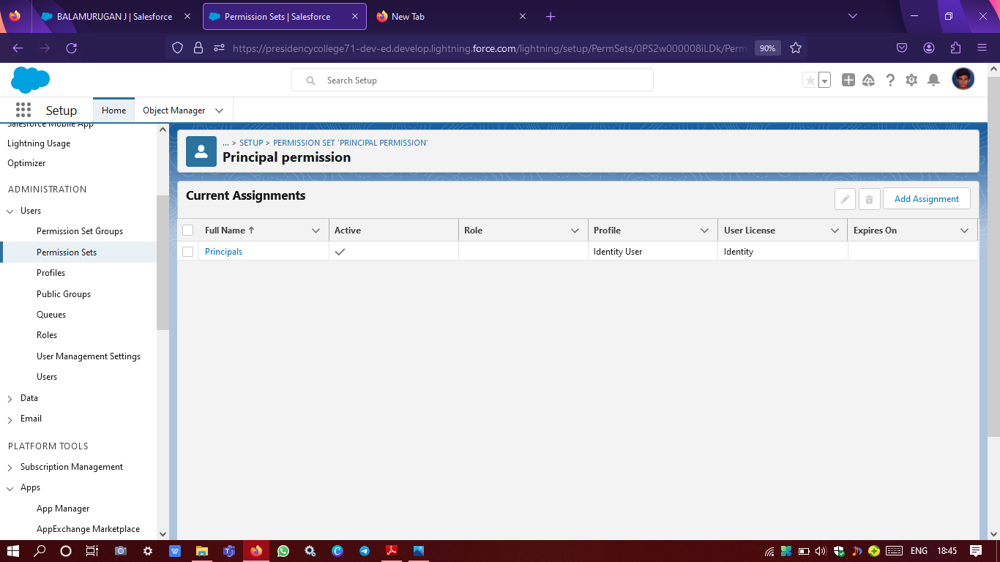 BALAMURUGAN J | Salesforce
Permission Sets | Salesforce
New Tab
https://presidencycollege71-dev-ed.develop.lightning.force.com/lightning/setup/PermSets/0PS2w000008iLDk/Perm
90%
Search Setup
Setup
Home
Object Manager
Salesforce Mobile App
Lightning Usage
Optimizer
ADMINISTRATION
Users
Permission Set Groups
Permission Sets
Profiles
Public Groups
Queues
Roles
User Management Settings
Users
Data
Email
PLATFORM TOOLS
Subscription Management
Apps
App Manager
AppExchange Marketplace
... > SETUP > PERMISSION SET 'PRINCIPAL PERMISSION'
Principal permission
Current Assignments
Add Assignment
Full Name Active Role Profile User License Expires On
Principals Identity User Identity
ENG 18:45